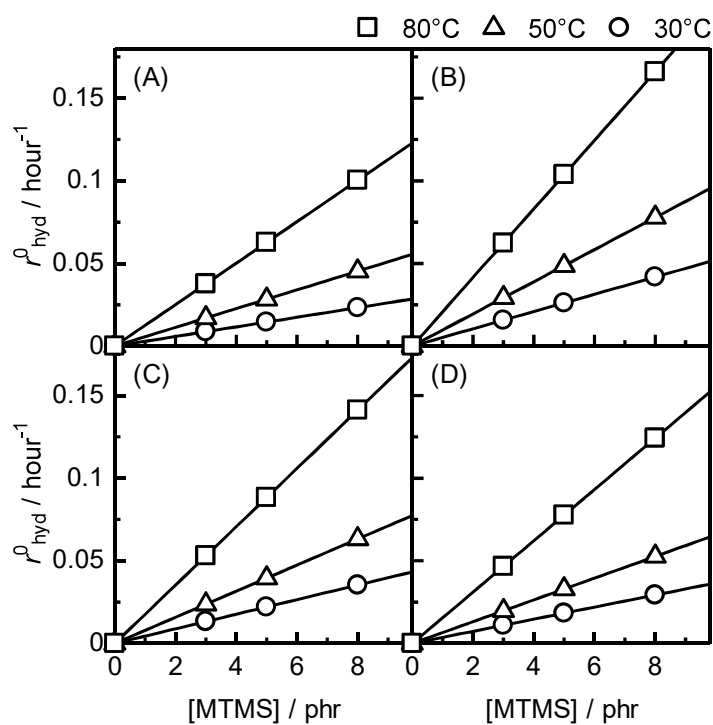 80°C 50°C 30°C
(A) (B)
0.15
0.1
0.05
0
r⁰hyd / hour⁻¹
(C) (D)
0.15
0.1
0.05
0
r⁰hyd / hour⁻¹
0 2 4 6 8 0 2 4 6 8
[MTMS] / phr [MTMS] / phr